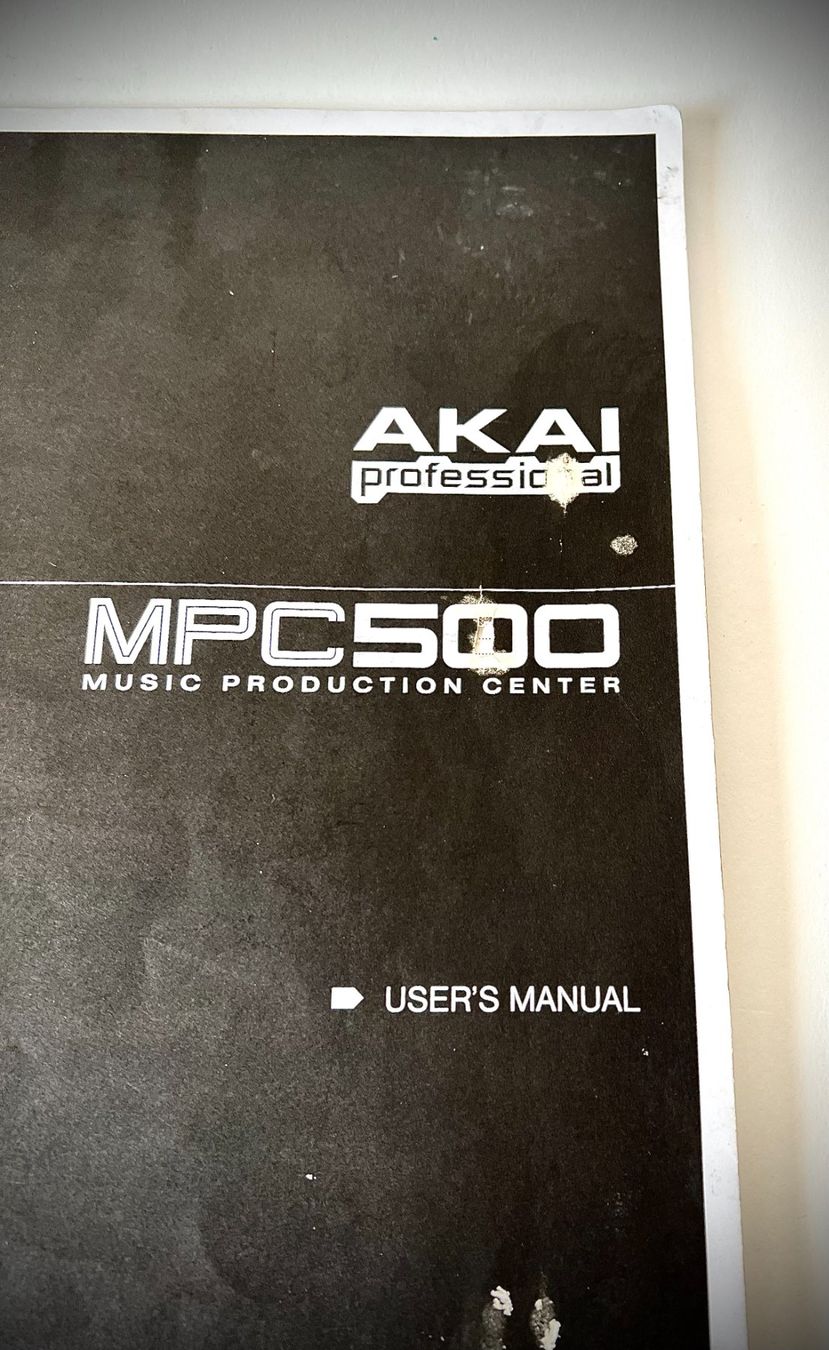 AKAI
professional
MPC500
MUSIC PRODUCTION CENTER
USER'S MANUAL